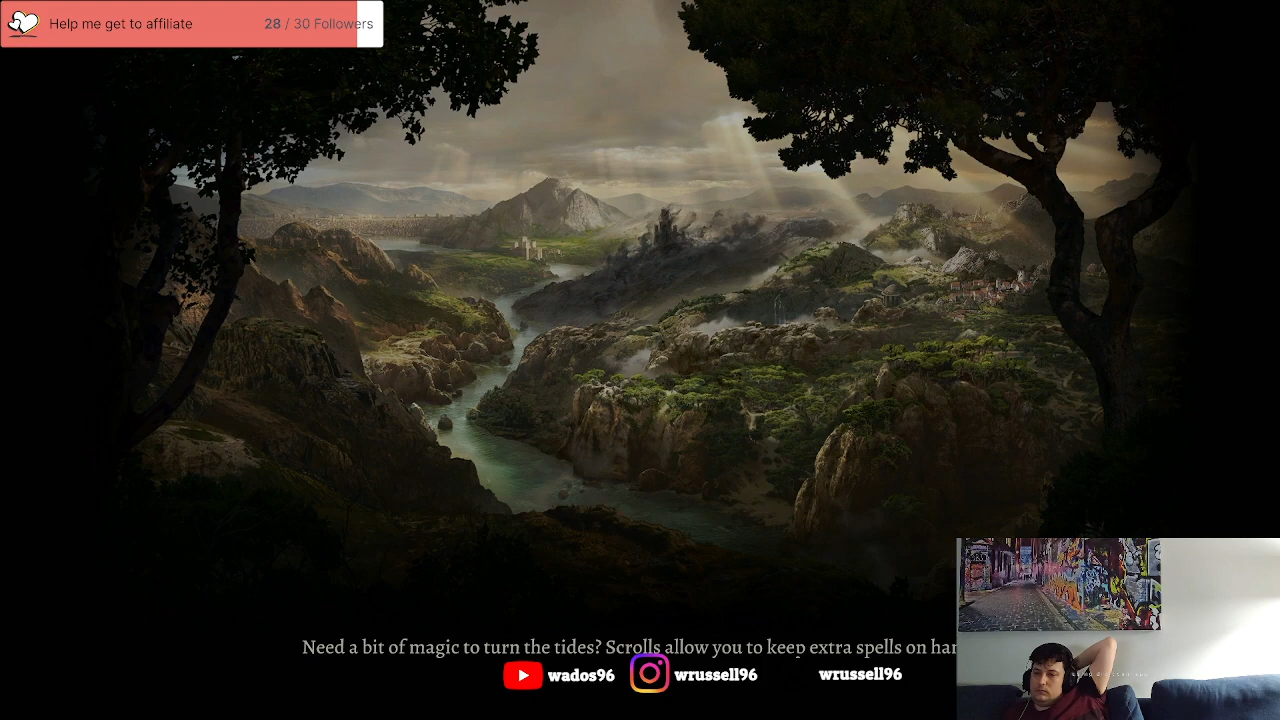 Help me get to affiliate 28 / 30 Followers
Need a bit of magic to turn the tides? Scrolls allow you to keep extra spells on
wados96 wrussell96 wrussell96